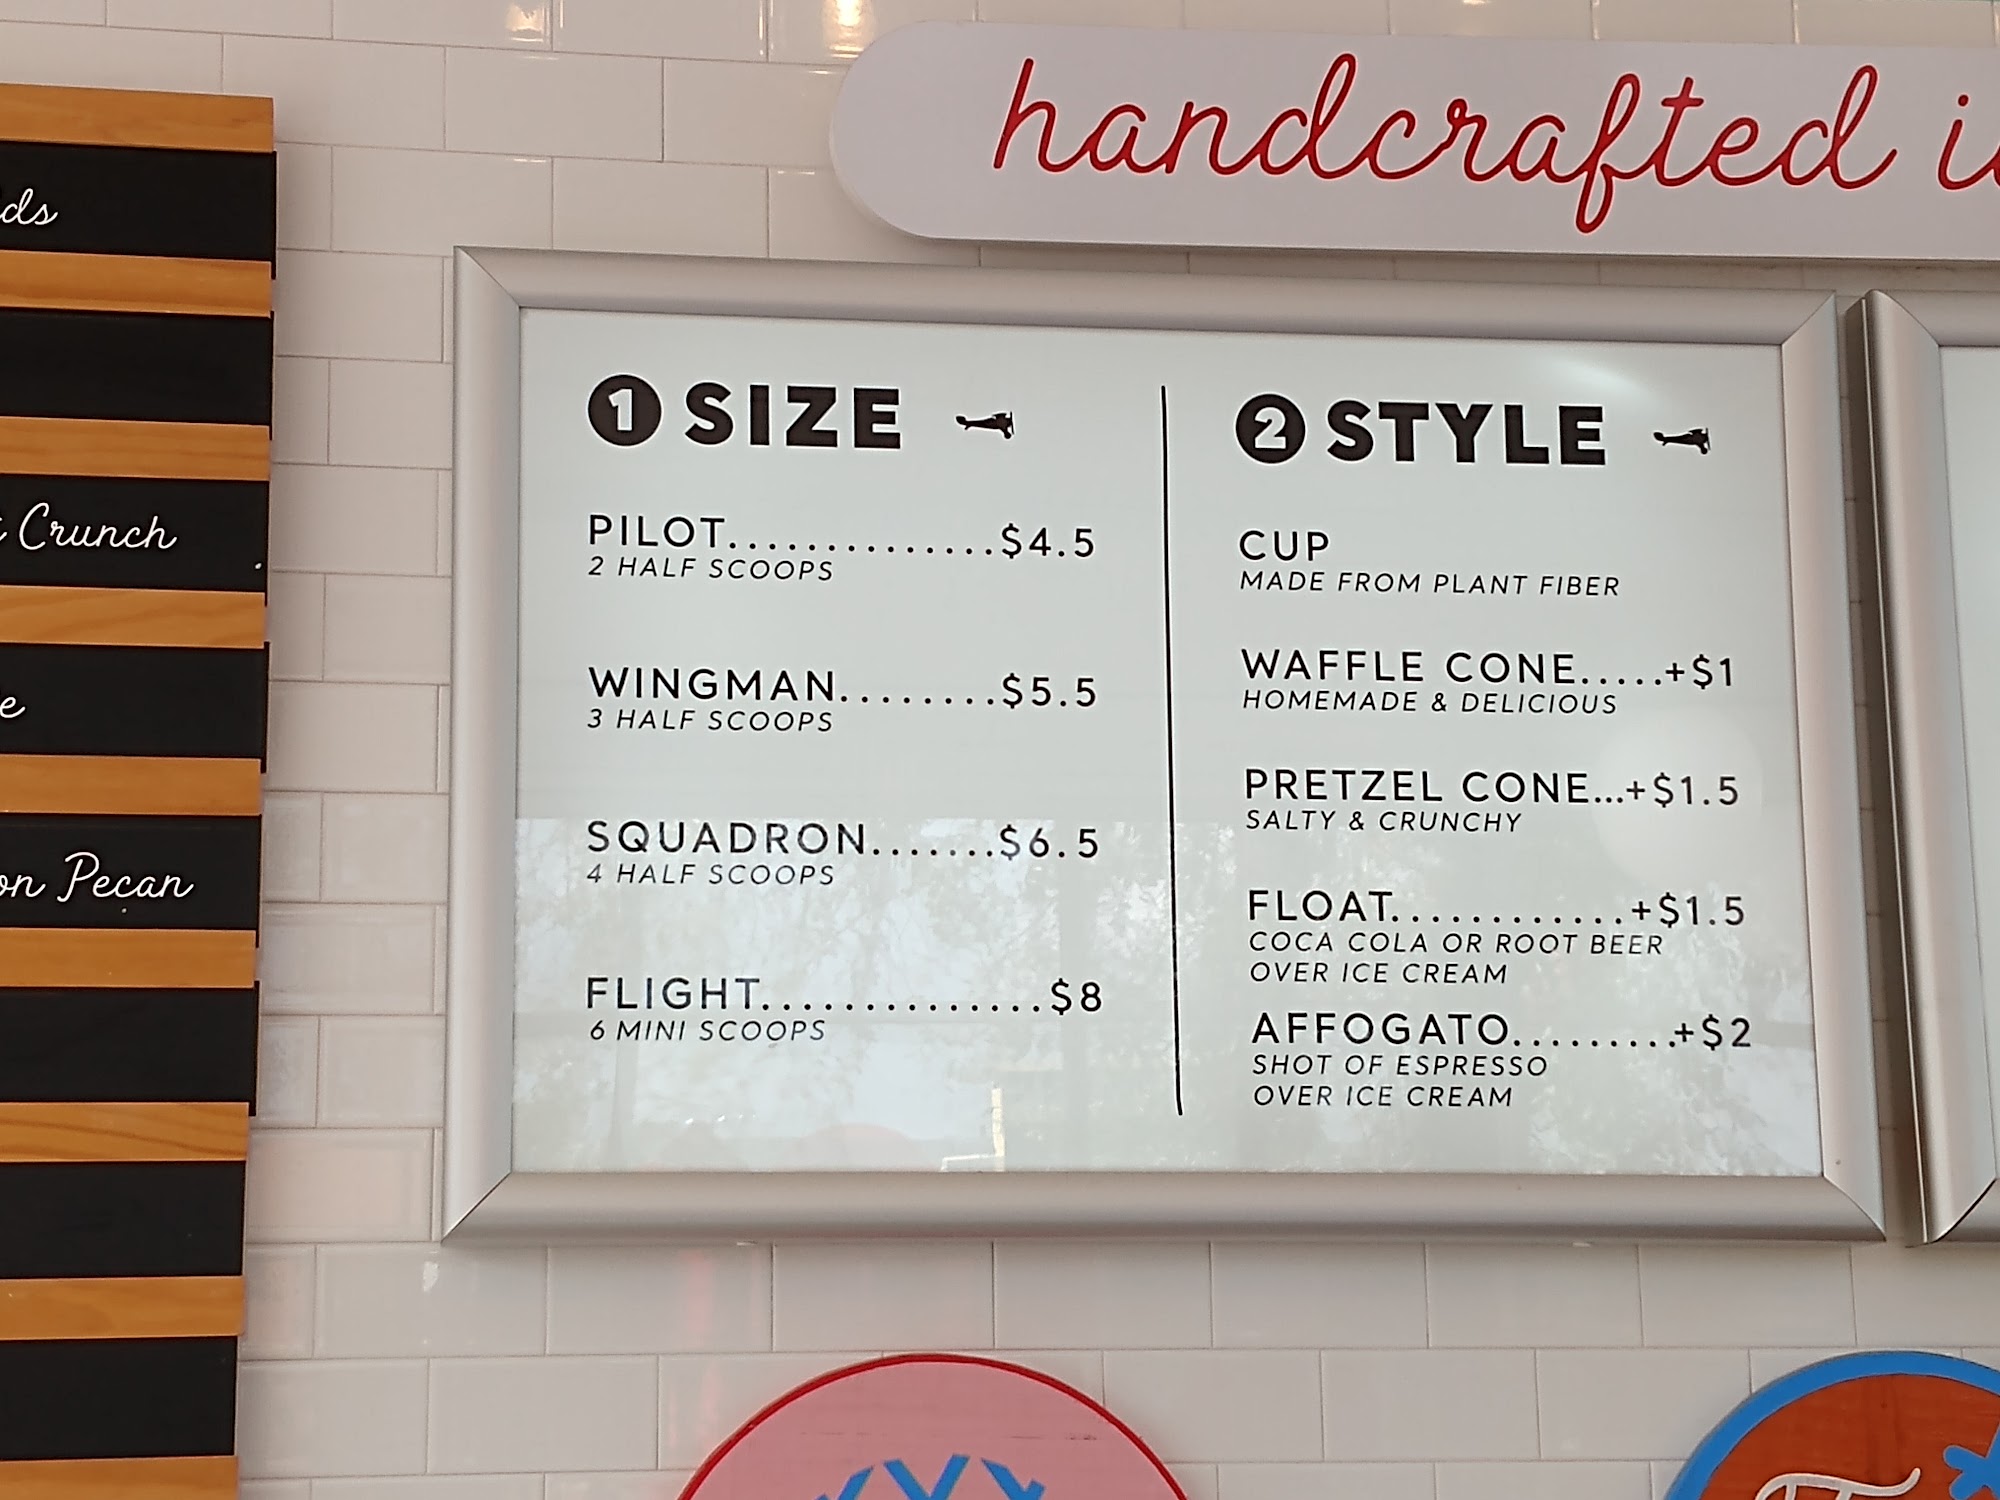 handcrafted
ds
Crunch
e
on Pecan
1 SIZE
PILOT..............$4.5
2 HALF SCOOPS
WINGMAN........$5.5
3 HALF SCOOPS
SQUADRON.......$6.5
4 HALF SCOOPS
FLIGHT...............$8
6 MINI SCOOPS
2 STYLE
CUP
MADE FROM PLANT FIBER
WAFFLE CONE.....+$1
HOMEMADE & DELICIOUS
PRETZEL CONE...+$1.5
SALTY & CRUNCHY
FLOAT............+$1.5
COCA COLA OR ROOT BEER
OVER ICE CREAM
AFFOGATO.........+$2
SHOT OF ESPRESSO
OVER ICE CREAM